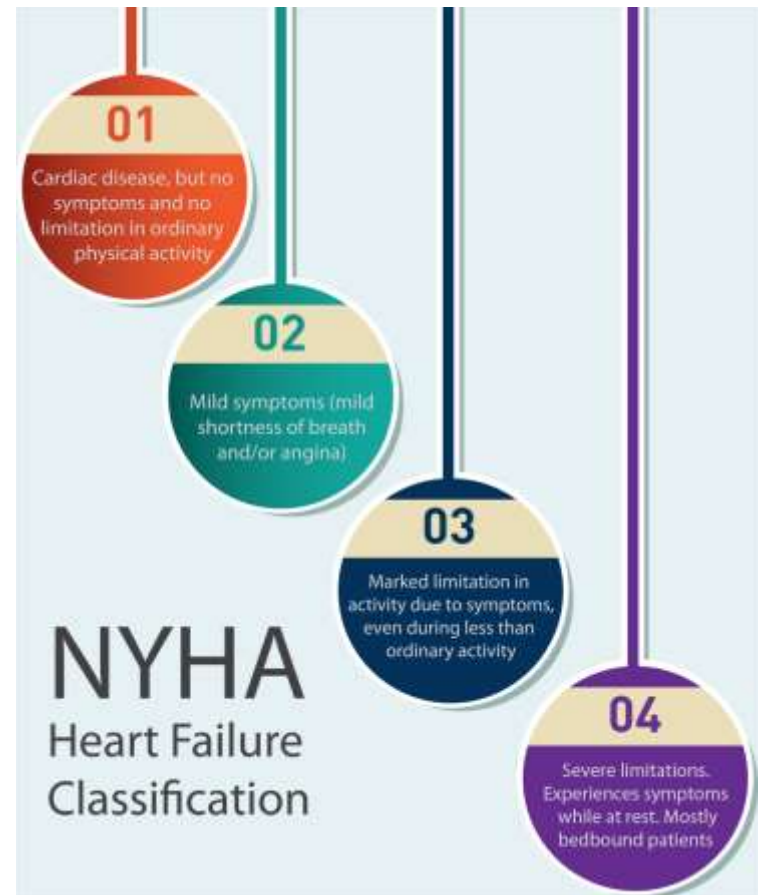 01
Cardiac disease, but no
symptoms and no
limitation in ordinary
physical activity
02
Mild symptoms (mild
shortness of breath
and/or angina)
03
Marked limitation in
activity due to symptoms,
even during less than
ordinary activity
04
Severe limitations.
Experiences symptoms
while at rest. Mostly
bedbound patients
NYHA
Heart Failure
Classification